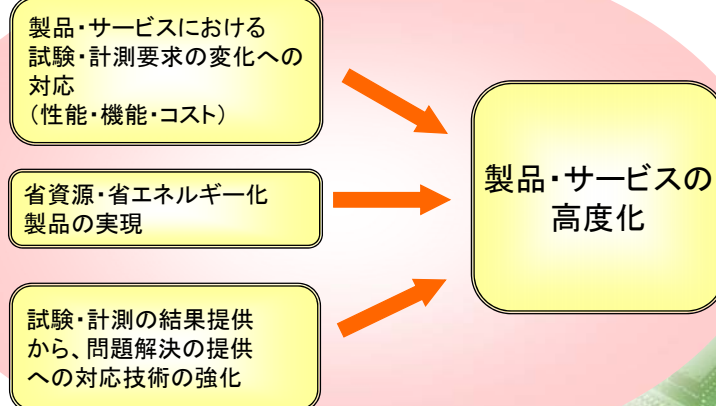 製品・サービスにおける
試験・計測要求の変化への
対応
（性能・機能・コスト）
省資源・省エネルギー化
製品の実現
試験・計測の結果提供
から、問題解決の提供
への対応技術の強化
製品・サービスの
高度化